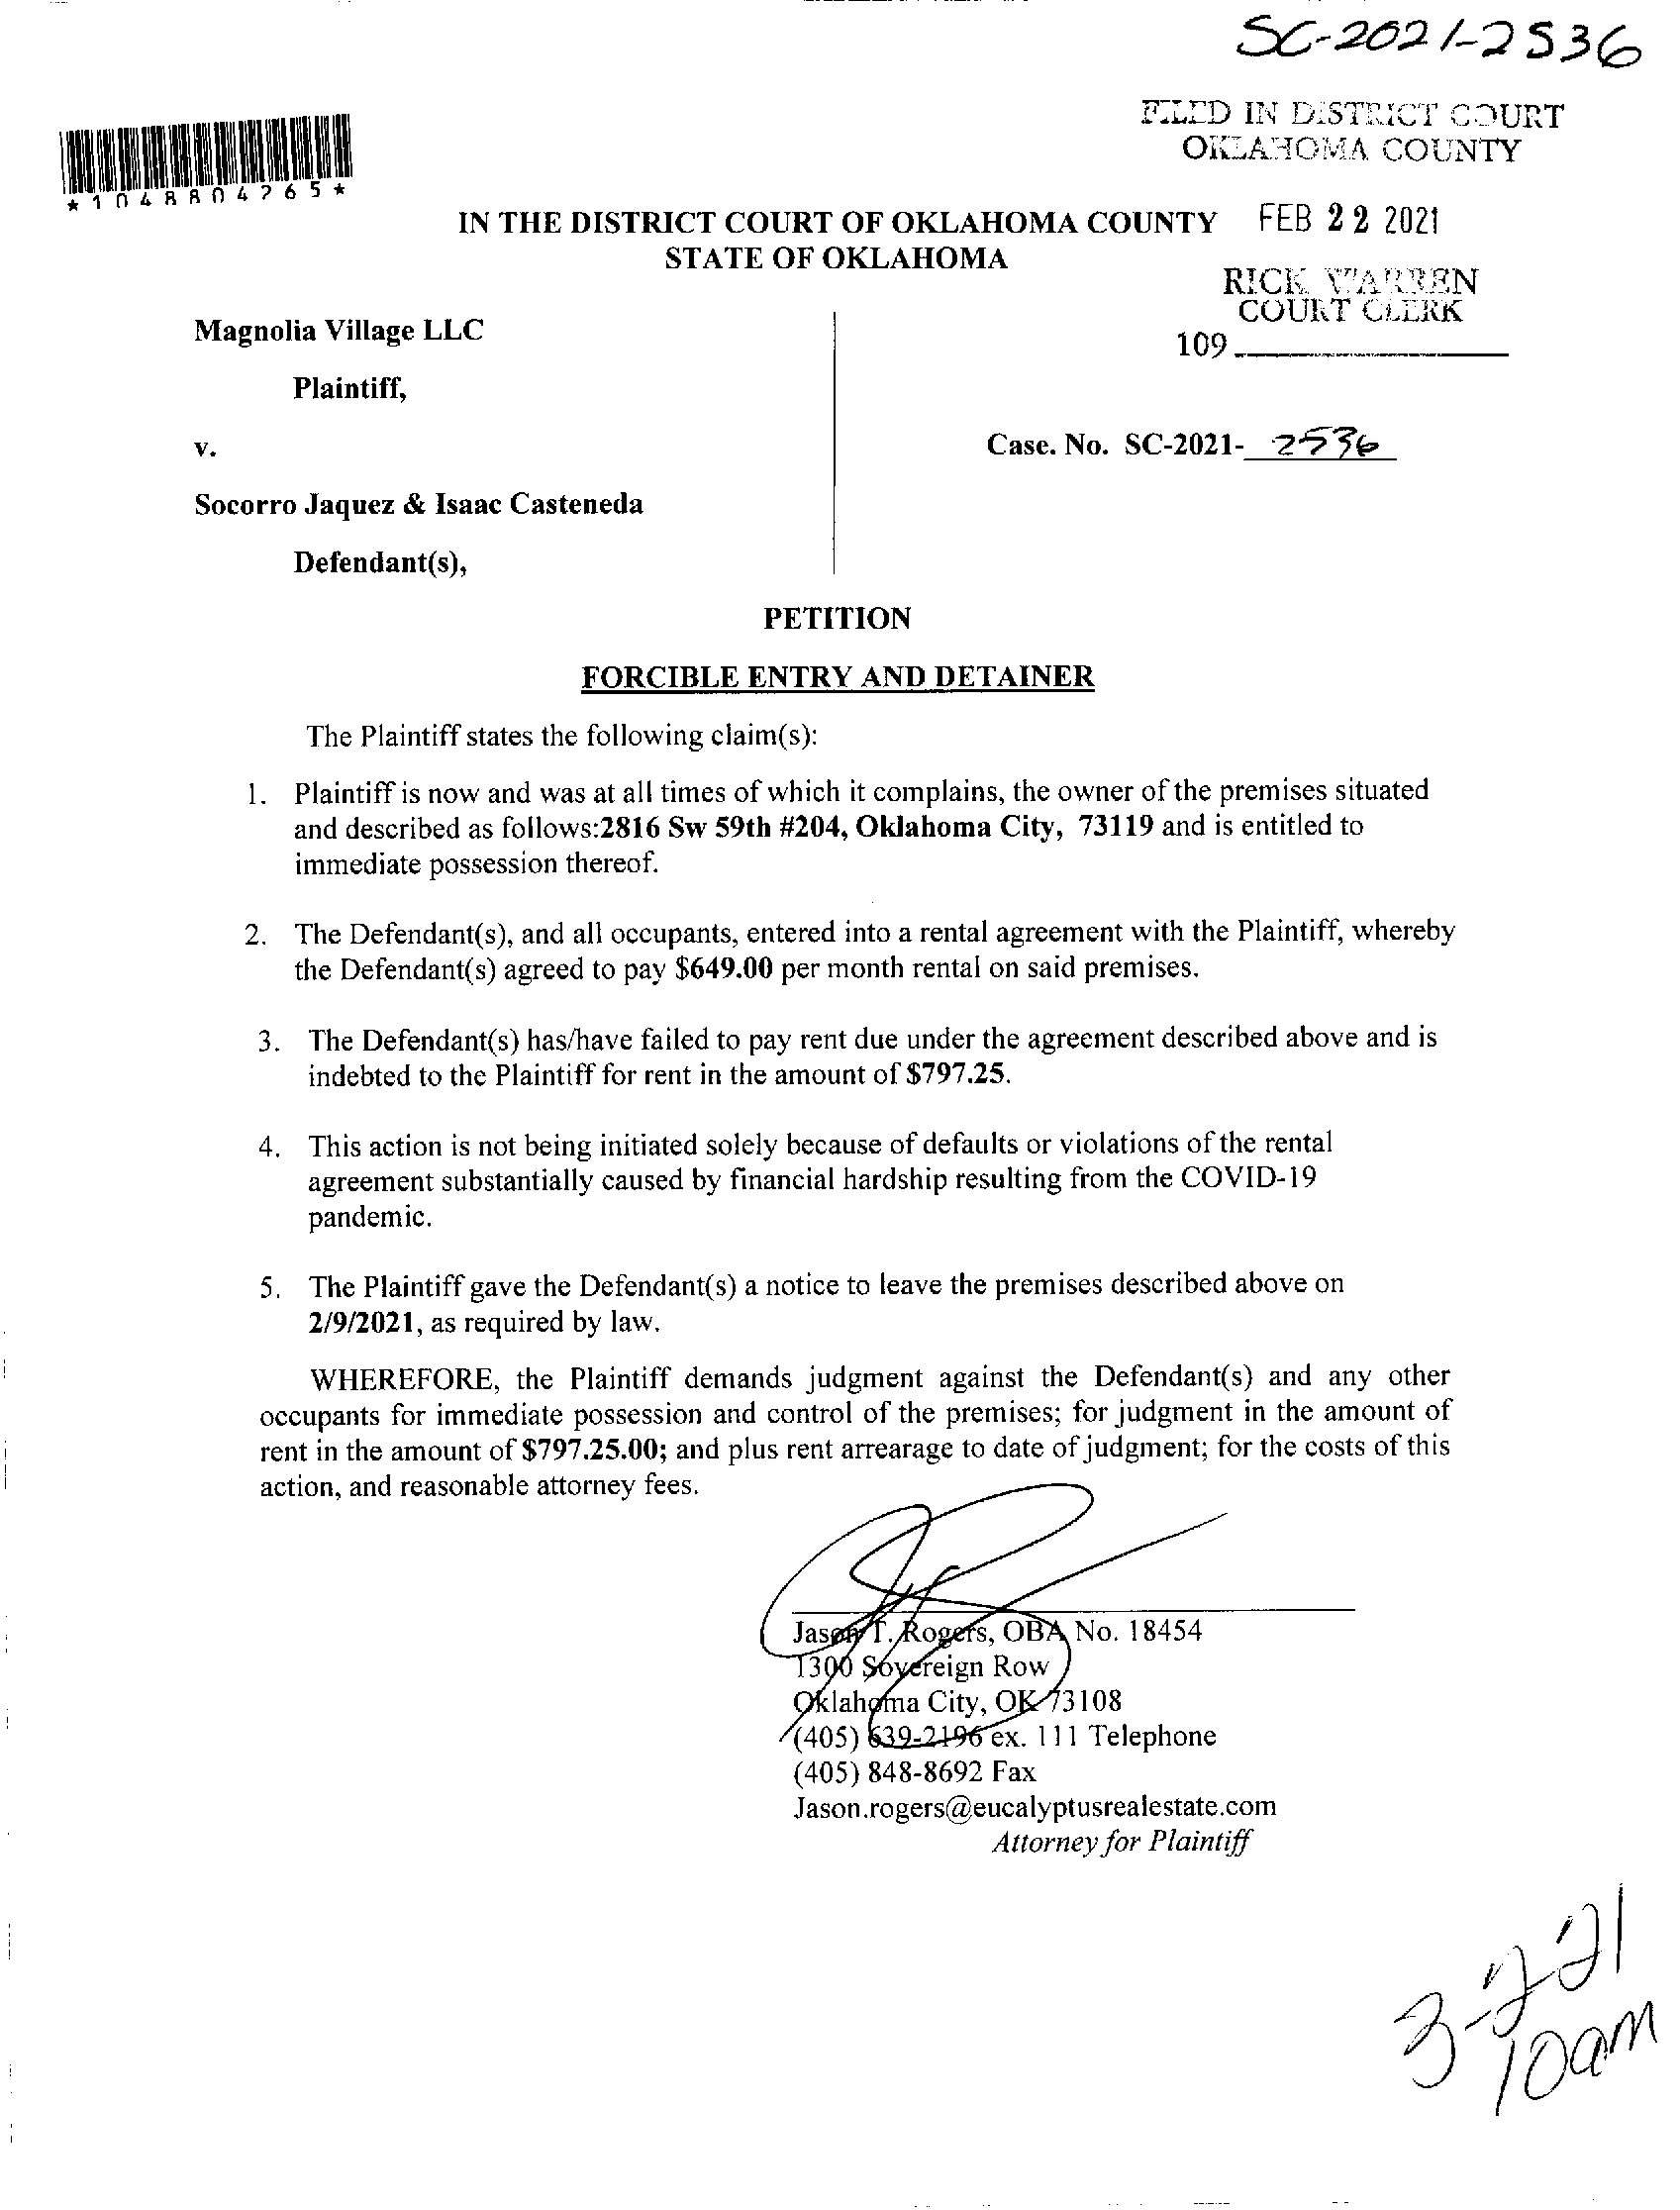 SC-2021-2536
FILED IN DISTRICT COURT
OKLAHOMA COUNTY
*1048804265*
IN THE DISTRICT COURT OF OKLAHOMA COUNTY
FEB 22 2021
STATE OF OKLAHOMA
RICK WARREN
COURT CLERK
109
Magnolia Village LLC
Plaintiff,
v.
Case. No. SC-2021- 2536
Socorro Jaquez & Isaac Casteneda
Defendant(s),
PETITION
FORCIBLE ENTRY AND DETAINER
The Plaintiff states the following claim(s):
1. Plaintiff is now and was at all times of which it complains, the owner of the premises situated
and described as follows:2816 Sw 59th #204, Oklahoma City, 73119 and is entitled to
immediate possession thereof.
2. The Defendant(s), and all occupants, entered into a rental agreement with the Plaintiff, whereby
the Defendant(s) agreed to pay $649.00 per month rental on said premises.
3. The Defendant(s) has/have failed to pay rent due under the agreement described above and is
indebted to the Plaintiff for rent in the amount of $797.25.
4. This action is not being initiated solely because of defaults or violations of the rental
agreement substantially caused by financial hardship resulting from the COVID-19
pandemic.
5. The Plaintiff gave the Defendant(s) a notice to leave the premises described above on
2/9/2021, as required by law.
WHEREFORE, the Plaintiff demands judgment against the Defendant(s) and any other
occupants for immediate possession and control of the premises; for judgment in the amount of
rent in the amount of $797.25.00; and plus rent arrearage to date of judgment; for the costs of this
action, and reasonable attorney fees.
Jason T. Rogers, OBA No. 18454
1300 Sovereign Row
Oklahoma City, OK 73108
(405) 639-2196 ex. 111 Telephone
(405) 848-8692 Fax
Jason.rogers@eucalyptusrealestate.com
Attorney for Plaintiff
3-22-21
10am